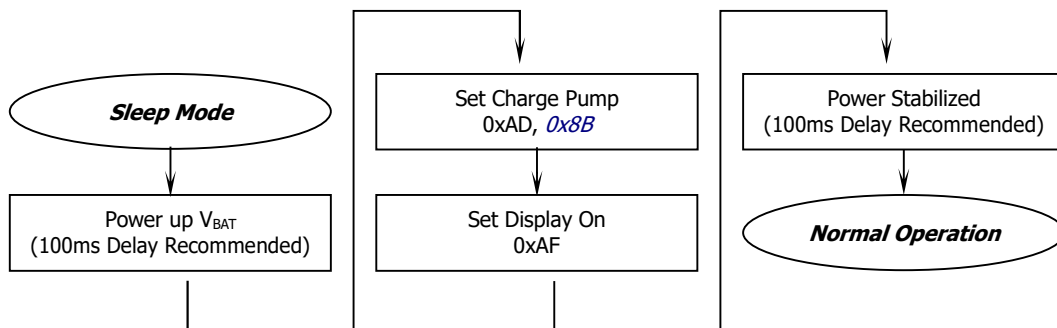 Sleep Mode
Power up VBAT
(100ms Delay Recommended)
Set Charge Pump
0xAD, 0x8B
Set Display On
0xAF
Power Stabilized
(100ms Delay Recommended)
Normal Operation